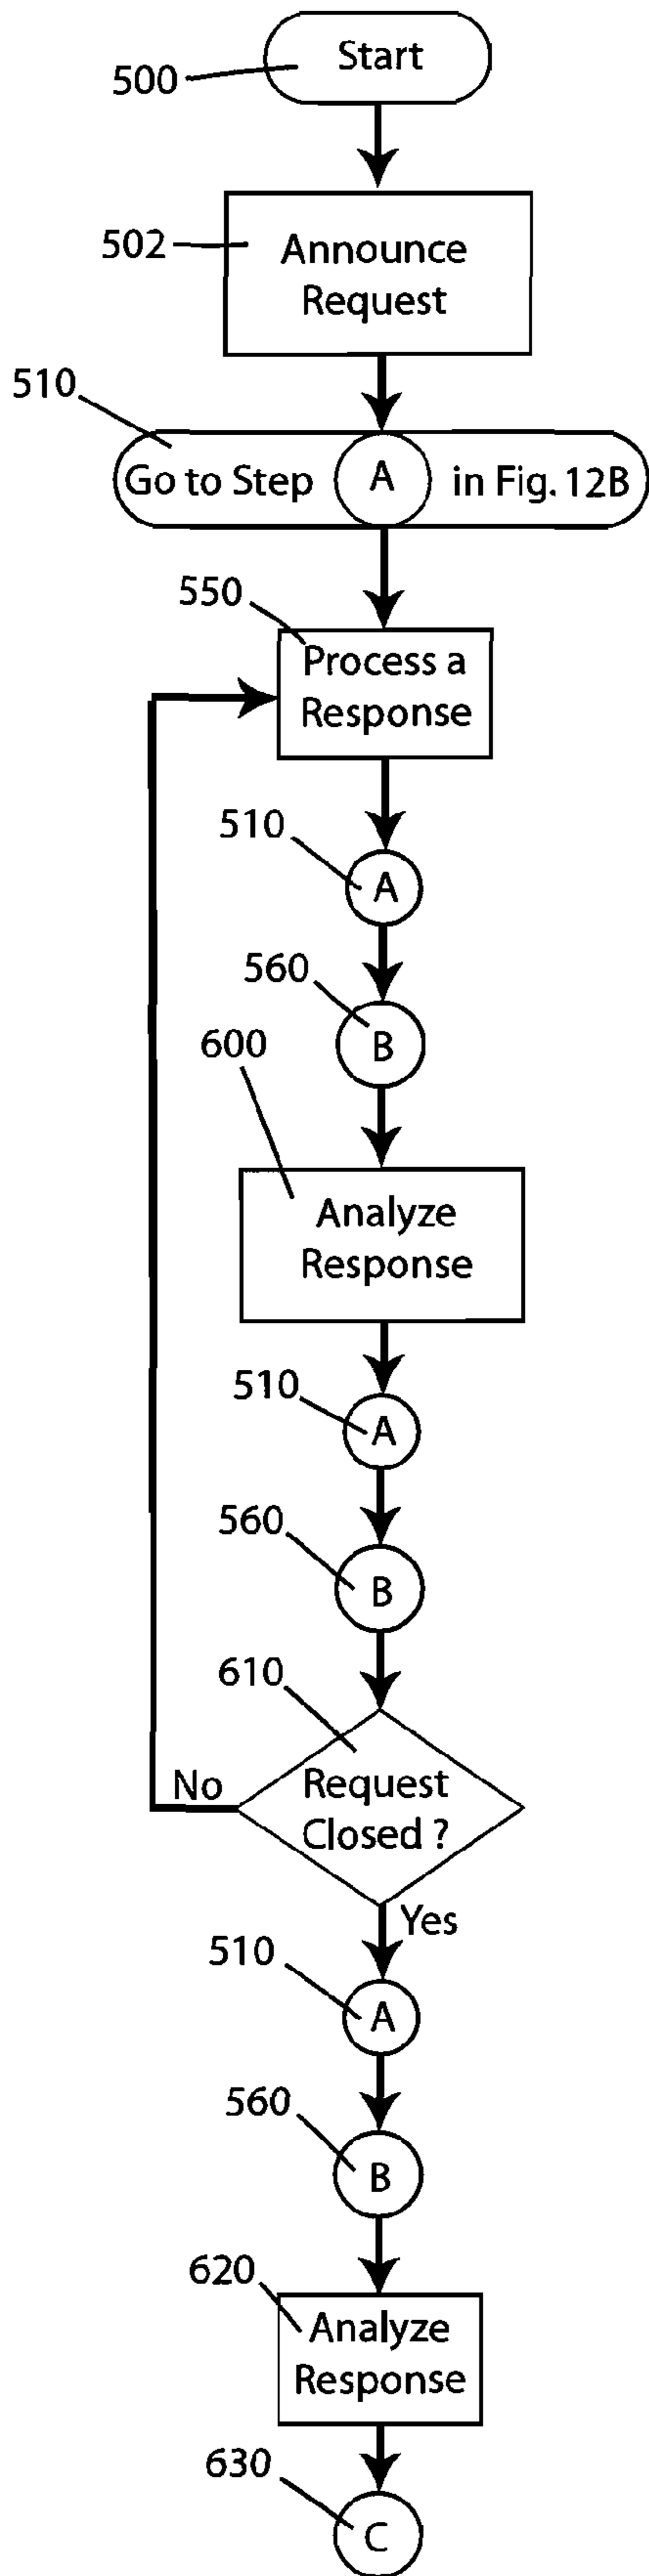 Start
500
502
Announce
Request
510
Go to Step A in Fig. 12B
550
Process a
Response
510
A
560
B
600
Analyze
Response
510
A
560
B
610
Request
Closed ?
No
Yes
510
A
560
B
620
Analyze
Response
630
C